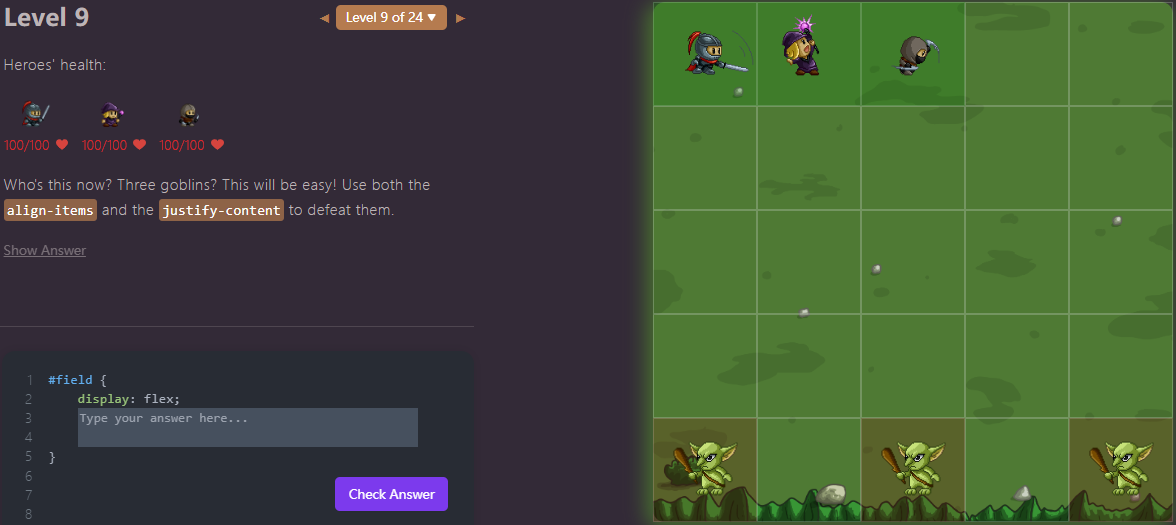 Level 9
◀ Level 9 of 24 ▼ ▶
Heroes' health:
100/100 ❤ 100/100 ❤ 100/100 ❤
Who's this now? Three goblins? This will be easy! Use both the
align-items and the justify-content to defeat them.
Show Answer
1 #field {
2 display: flex;
3 Type your answer here...
4
5 }
6
7
8
Check Answer